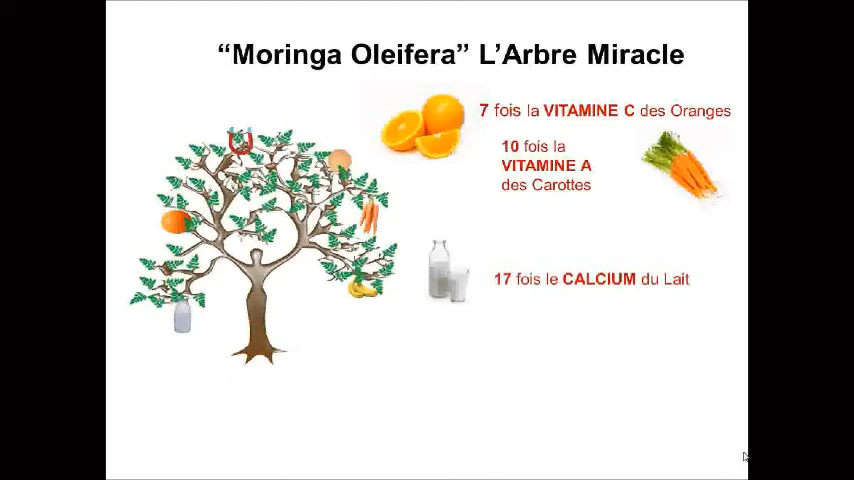 “Moringa Oleifera” L’Arbre Miracle
7 fois la VITAMINE C des Oranges
10 fois la
VITAMINE A
des Carottes
17 fois le CALCIUM du Lait